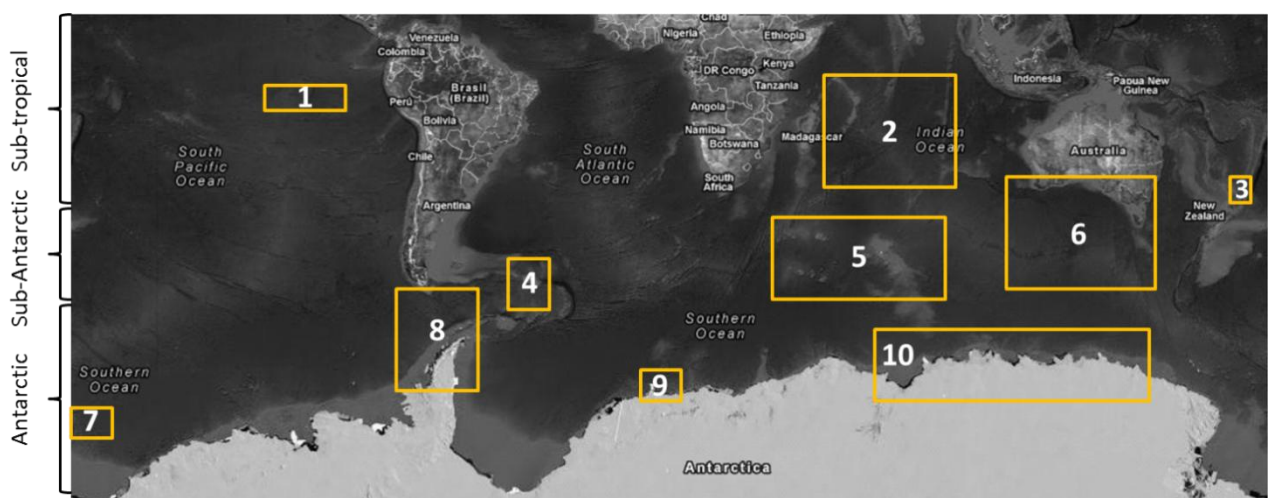 Sub-tropical
Sub-Antarctic
Antarctic
Chad
Nigeria
Ethiopia
Venezuela
Colombia
Kenya
DR Congo
Tanzania
Indonesia
Papua New
Guinea
Brasil
(Brazil)
Perú
1
Angola
Bolivia
Namibia
Madagascar
2
Indian
Ocean
Botswana
Australia
South
Pacific
Ocean
Chile
South
Atlantic
Ocean
South
Africa
3
New
Zealand
Argentina
6
5
4
Southern
Ocean
8
10
Southern
Ocean
9
7
Antarctica